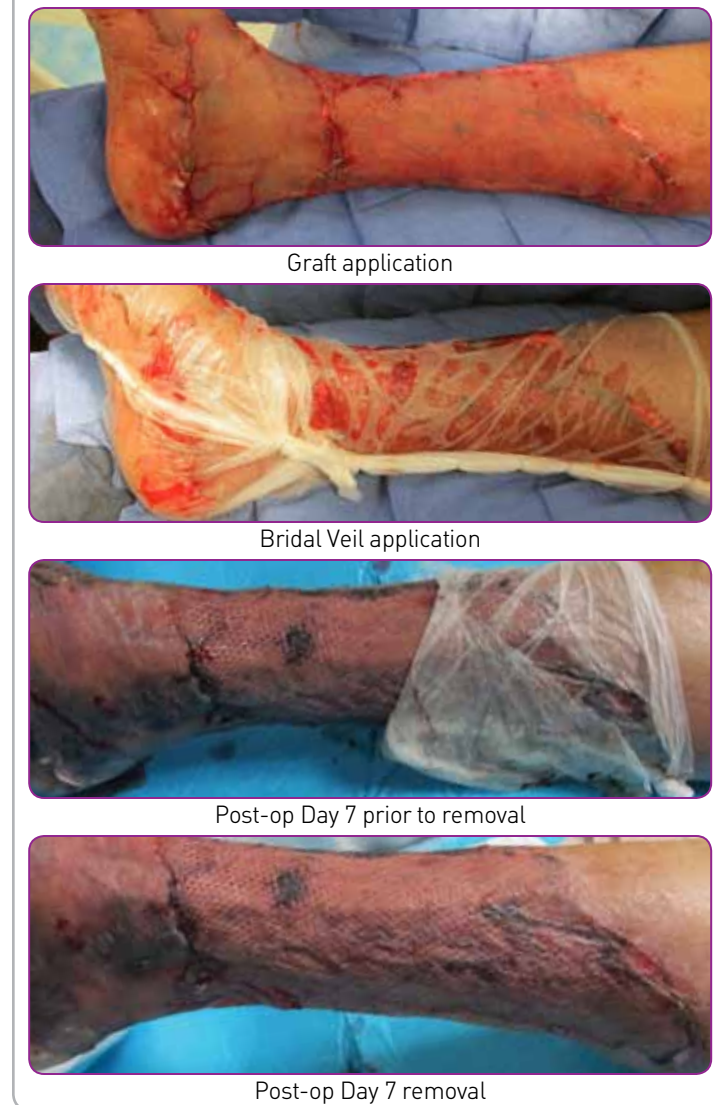 Graft application
Bridal Veil application
Post-op Day 7 prior to removal
Post-op Day 7 removal